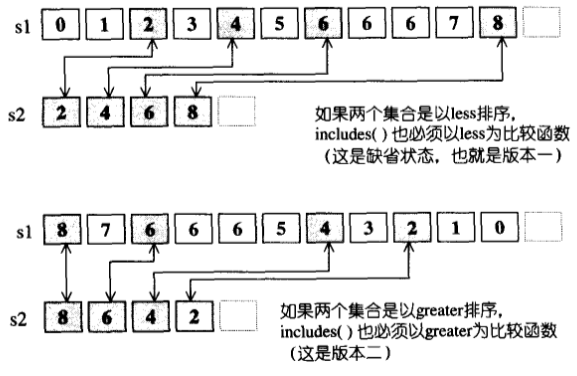 s1 0 1 2 3 4 5 6 6 6 7 8
s2 2 4 6 8
如果两个集合是以less排序，
includes( ) 也必须以less为比较函数
（这是缺省状态，也就是版本一）
s1 8 7 6 6 6 5 4 3 2 1 0
s2 8 6 4 2
如果两个集合是以greater排序，
includes( ) 也必须以greater为比较函数
（这是版本二）